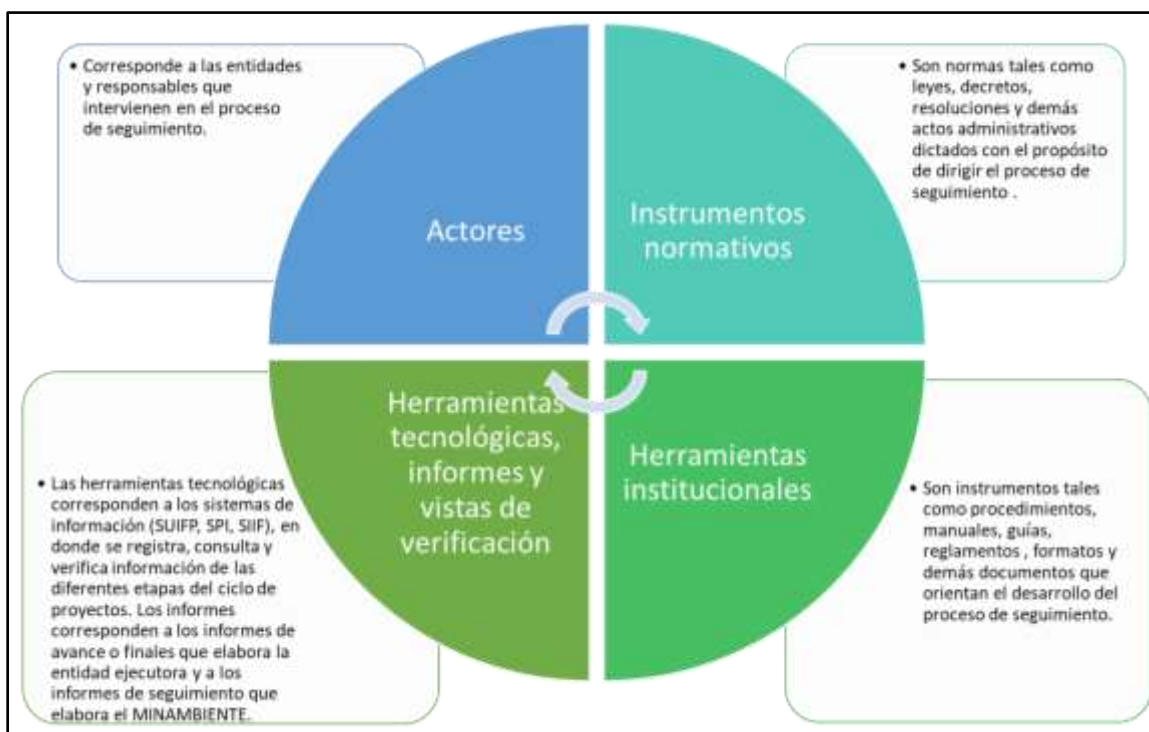 • Corresponde a las entidades
y responsables que
intervienen en el proceso
de seguimiento.
Actores
• Son normas tales como
leyes, decretos,
resoluciones y demás
actos administrativos
dictados con el propósito
de dirigir el proceso de
seguimiento .
Instrumentos
normativos
• Las herramientas tecnológicas
corresponden a los sistemas de
información (SUIFP, SPI, SIIF), en
donde se registra, consulta y
verifica información de las
diferentes etapas del ciclo de
proyectos. Los informes
corresponden a los informes de
avance o finales que elabora la
entidad ejecutora y a los
informes de seguimiento que
elabora el MINAMBIENTE.
Herramientas
tecnológicas,
informes y
vistas de
verificación
Herramientas
institucionales
• Son instrumentos tales
como procedimientos,
manuales, guías,
reglamentos , formatos y
demás documentos que
orientan el desarrollo del
proceso de seguimiento.